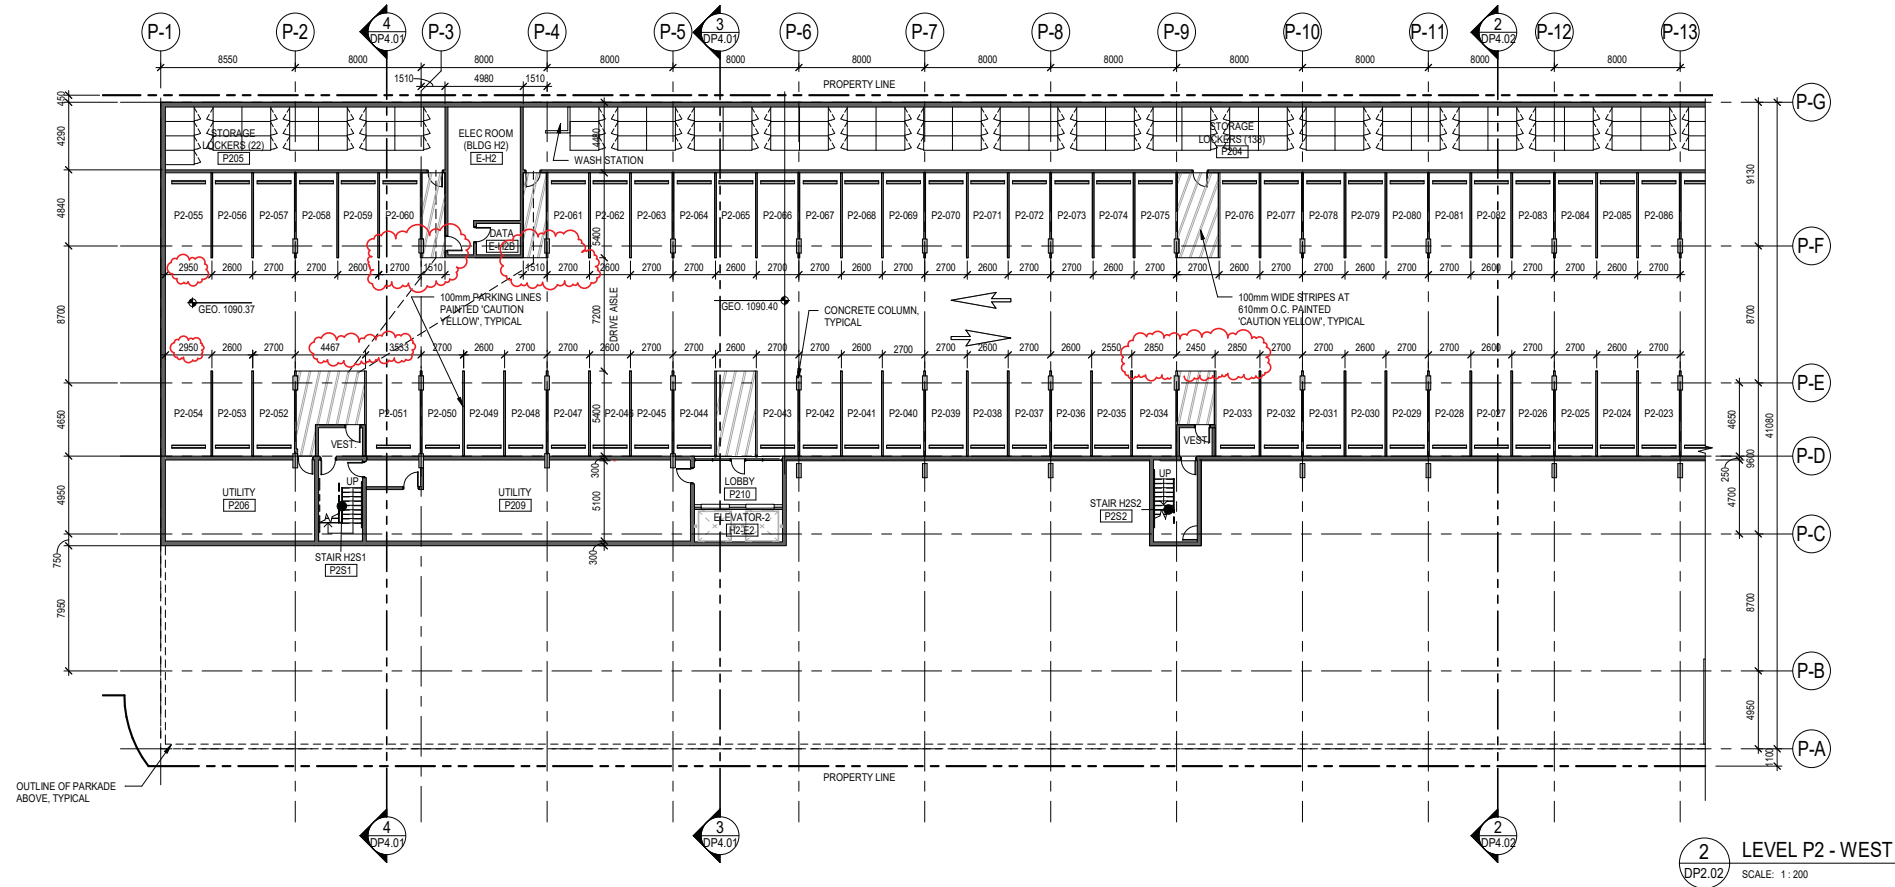 P-1
P-2
4
DP4.01
P-3
P-4
P-5
3
DP4.01
P-6
P-7
P-8
P-9
P-10
P-11
2
DP4.02
P-12
P-13
8550
8000
8000
8000
8000
8000
8000
8000
8000
8000
8000
8000
1510
4980
1510
PROPERTY LINE
P-G
450
4290
4840
8700
4650
4950
750
7950
STORAGE
LOCKERS (22)
P205
ELEC ROOM
(BLDG H2)
E-H2
4480
WASH STATION
STORAGE
LOCKERS (138)
P204
9130
P2-055
P2-056
P2-057
P2-058
P2-059
P2-060
P2-061
P2-062
P2-063
P2-064
P2-065
P2-066
P2-067
P2-068
P2-069
P2-070
P2-071
P2-072
P2-073
P2-074
P2-075
P2-076
P2-077
P2-078
P2-079
P2-080
P2-081
P2-082
P2-083
P2-084
P2-085
P2-086
DATA
E-H2B
5400
P-F
2950
2600
2700
2700
2600
2700
1510
1510
2700
2600
2700
2700
2600
2700
2700
2600
2700
2700
2600
2700
2700
2600
2700
2700
2600
2700
2700
2600
2700
2700
2600
2700
2700
2600
2700
GEO. 1090.37
100mm PARKING LINES
PAINTED 'CAUTION
YELLOW', TYPICAL
7200
DRIVE AISLE
GEO. 1090.40
CONCRETE COLUMN,
TYPICAL
100mm WIDE STRIPES AT
610mm O.C. PAINTED
'CAUTION YELLOW', TYPICAL
8700
2950
2600
2700
4467
3533
2700
2600
2700
2700
2600
2700
2700
2600
2700
2700
2600
2700
2700
2600
2700
2600
2550
2850
2450
2850
2700
2700
2600
2700
2700
2600
2700
2700
2600
2700
P-E
P2-054
P2-053
P2-052
P2-051
P2-050
P2-049
P2-048
P2-047
P2-046
P2-045
P2-044
P2-043
P2-042
P2-041
P2-040
P2-039
P2-038
P2-037
P2-036
P2-035
P2-034
P2-033
P2-032
P2-031
P2-030
P2-029
P2-028
P2-027
P2-026
P2-025
P2-024
P2-023
5400
4650
41080
VEST.
VEST.
P-D
300
9600
250
4700
UTILITY
P206
UP
UTILITY
P209
5100
LOBBY
P210
ELEVATOR-2
H2-E2
UP
STAIR H2S2
P2S2
P-C
STAIR H2S1
P2S1
300
8700
P-B
4950
P-A
1100
OUTLINE OF PARKADE
ABOVE, TYPICAL
PROPERTY LINE
4
DP4.01
3
DP4.01
2
DP4.02
2
DP2.02
LEVEL P2 - WEST
SCALE: 1 : 200